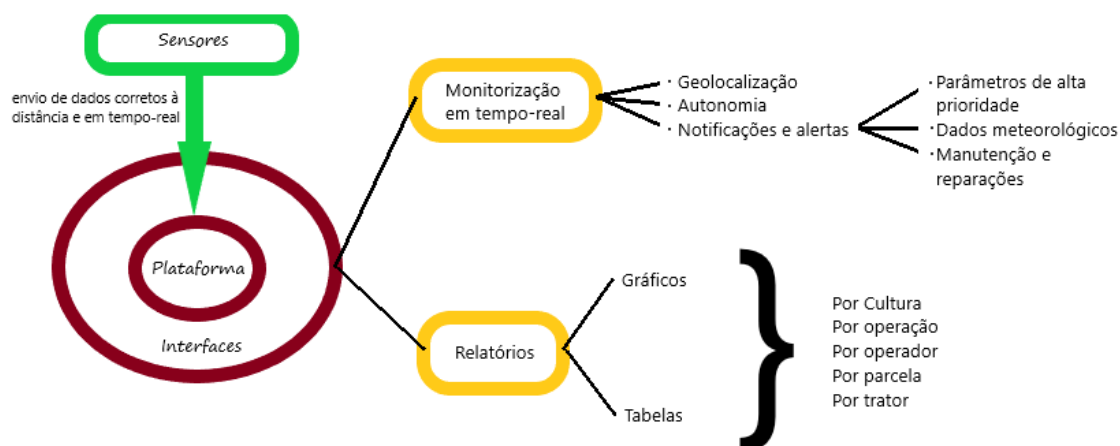 Sensores
envio de dados corretos à
distância e em tempo-real
Plataforma
Interfaces
Monitorização
em tempo-real
· Geolocalização
· Autonomia
· Notificações e alertas
· Parâmetros de alta
prioridade
· Dados meteorológicos
· Manutenção e
reparações
Relatórios
Gráficos
Tabelas
Por Cultura
Por operação
Por operador
Por parcela
Por trator